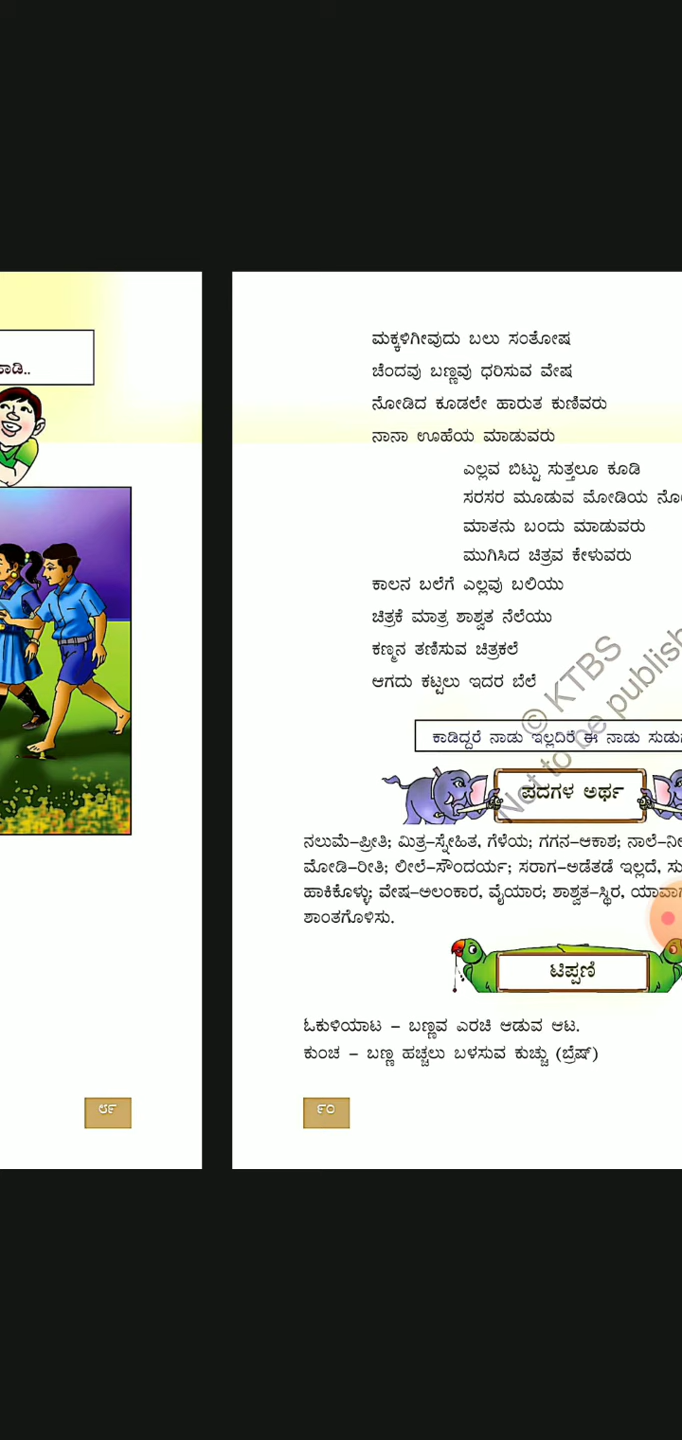 ಾಡಿ..
೮೯
ಮಕ್ಕಳಿಗೀವುದು ಬಲು ಸಂತೋಷ
ಚೆಂದವು ಬಣ್ಣವು ಧರಿಸುವ ವೇಷ
ನೋಡಿದ ಕೂಡಲೇ ಹಾರುತ ಕುಣಿವರು
ನಾನಾ ಊಹೆಯ ಮಾಡುವರು
ಎಲ್ಲವ ಬಿಟ್ಟು ಸುತ್ತಲೂ ಕೂಡಿ
ಸರಸರ ಮೂಡುವ ಮೋಡಿಯ
ಮಾತನು ಬಂದು ಮಾಡುವರು
ಮುಗಿಸಿದ ಚಿತ್ರವ ಕೇಳುವರು
ಕಾಲನ ಬಲೆಗೆ ಎಲ್ಲವು ಬಲಿಯು
ಚಿತ್ರಕೆ ಮಾತ್ರ ಶಾಶ್ವತ ನೆಲೆಯು
ಕಣ್ಮನ ತಣಿಸುವ ಚಿತ್ರಕಲೆ
ಆಗದು ಕಟ್ಟಲು ಇದರ ಬೆಲೆ
© KTBS
Not to be publish
ಕಾಡಿದ್ದರೆ ನಾಡು ಇಲ್ಲದಿರೆ ಈ ನಾಡು
ಪದಗಳ ಅರ್ಥ
ನಲುಮೆ–ಪ್ರೀತಿ; ಮಿತ್ರ–ಸ್ನೇಹಿತ, ಗೆಳೆಯ; ಗಗನ–ಆಕಾಶ; ನಾಲೆ–
ಮೋಡಿ–ರೀತಿ; ಲೀಲೆ–ಸೌಂದರ್ಯ; ಸರಾಗ–ಅಡೆತಡೆ ಇಲ್ಲದೆ,
ಹಾಕಿಕೊಳ್ಳು; ವೇಷ–ಅಲಂಕಾರ, ವೈಯಾರ; ಶಾಶ್ವತ–ಸ್ಥಿರ,
ಶಾಂತಗೊಳಿಸು.
ಟಿಪ್ಪಣಿ
ಓಕುಳಿಯಾಟ – ಬಣ್ಣವ ಎರಚಿ ಆಡುವ ಆಟ.
ಕುಂಚ – ಬಣ್ಣ ಹಚ್ಚಲು ಬಳಸುವ ಕುಚ್ಚು (ಬ್ರೆಷ್)
೯೦